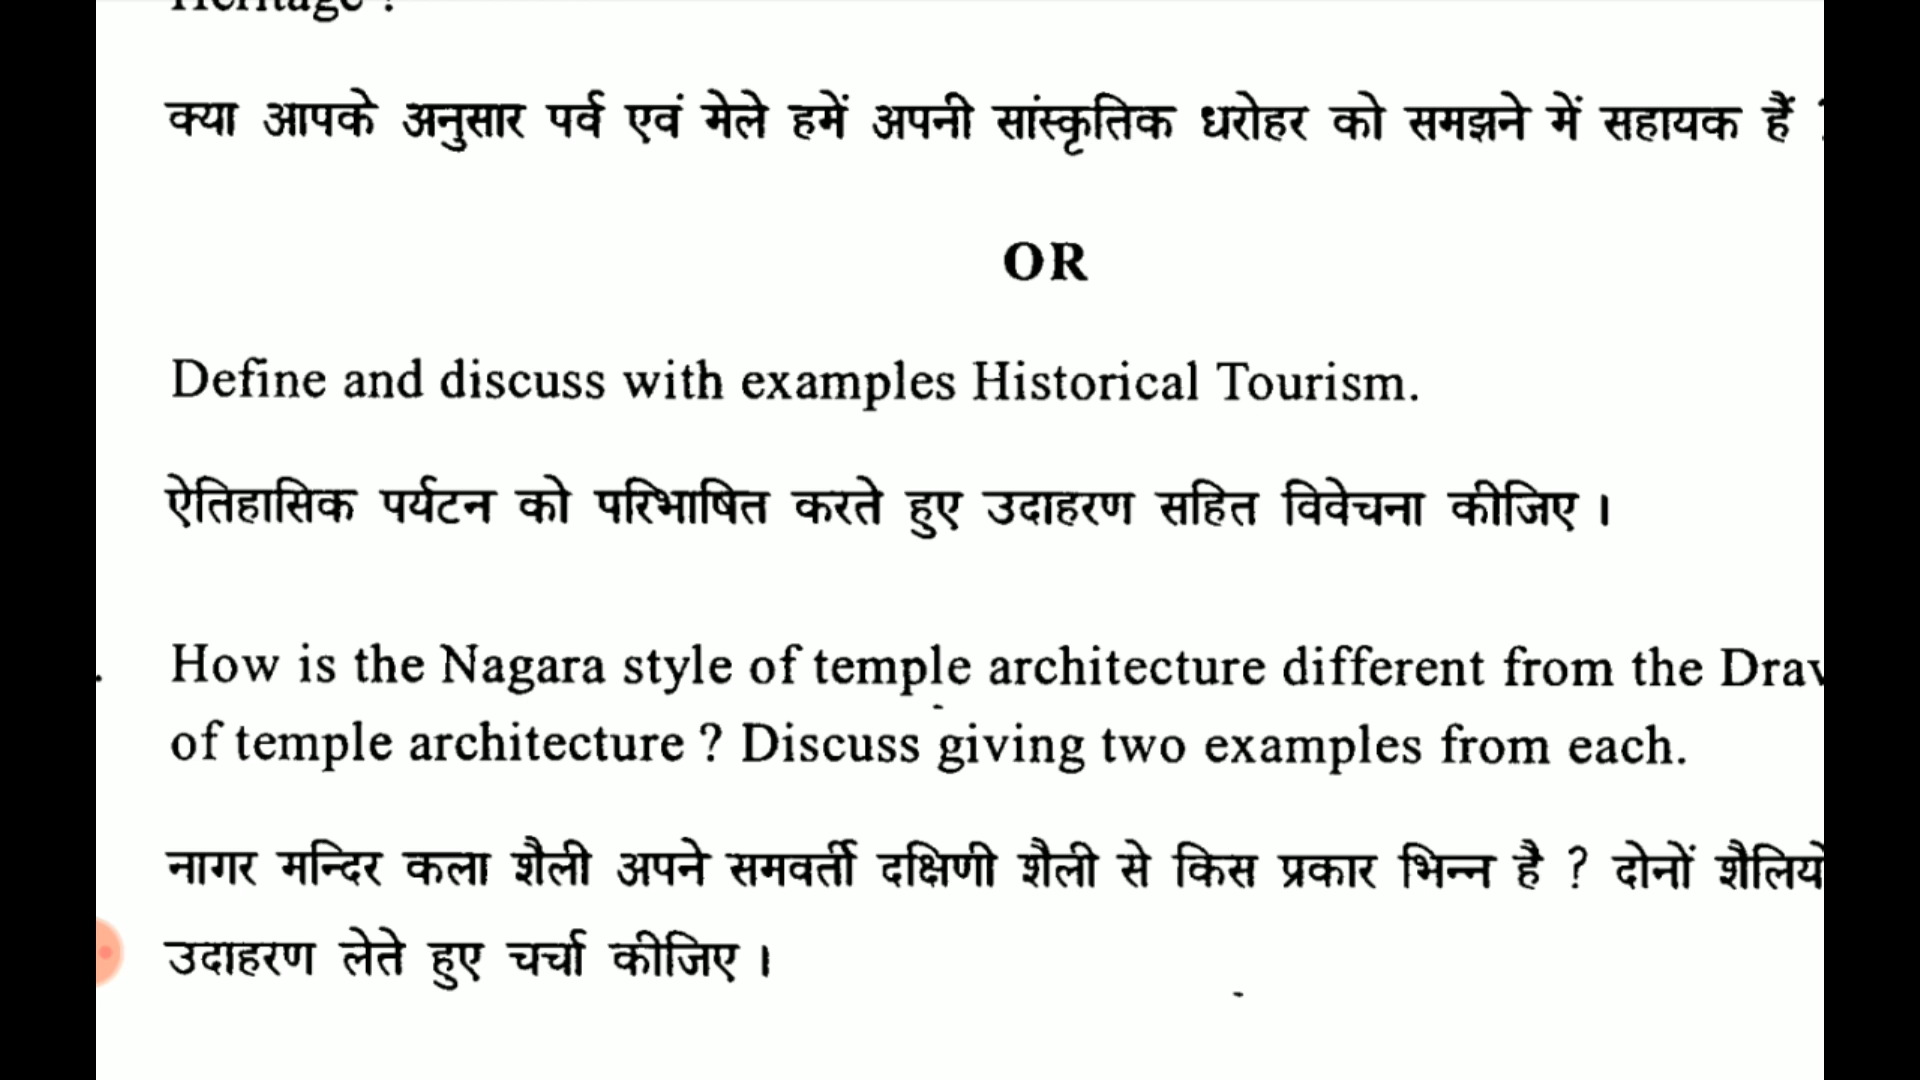 Heritage ?
क्या आपके अनुसार पर्व एवं मेले हमें अपनी सांस्कृतिक धरोहर को समझने में सहायक हैं ?
OR
Define and discuss with examples Historical Tourism.
ऐतिहासिक पर्यटन को परिभाषित करते हुए उदाहरण सहित विवेचना कीजिए ।
How is the Nagara style of temple architecture different from the
of temple architecture ? Discuss giving two examples from each.
नागर मन्दिर कला शैली अपने समवर्ती दक्षिणी शैली से किस प्रकार भिन्न है ? दोनों
उदाहरण लेते हुए चर्चा कीजिए ।